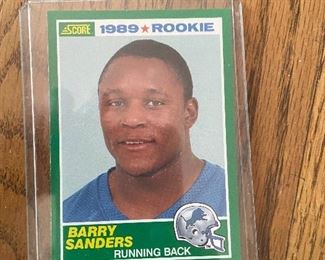 SCORE 1989 ★ ROOKIE
BARRY
SANDERS
RUNNING BACK